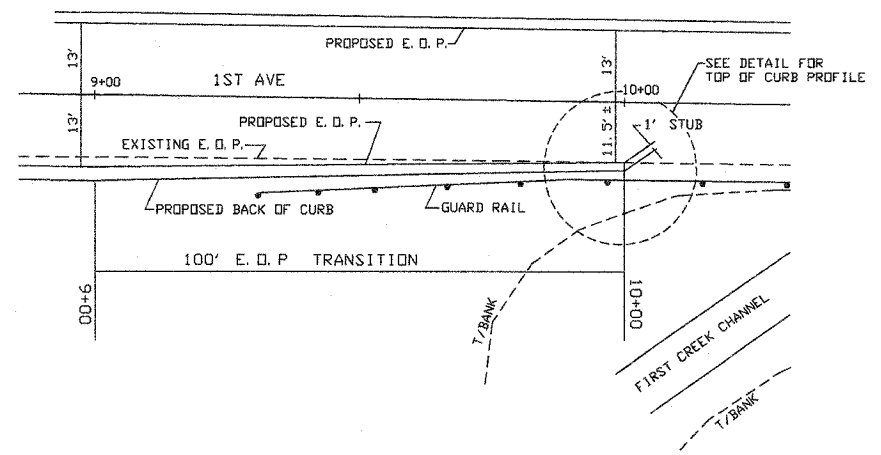 PROPOSED E. O. P.
13'
13'
SEE DETAIL FOR
TOP OF CURB PROFILE
9+00
1ST AVE
10+00
13'
11.5' ±
PROPOSED E. O. P.
1' STUB
EXISTING E. O. P.
PROPOSED BACK OF CURB
GUARD RAIL
100' E. O. P TRANSITION
9+00
10+00
T/BANK
FIRST CREEK CHANNEL
T/BANK